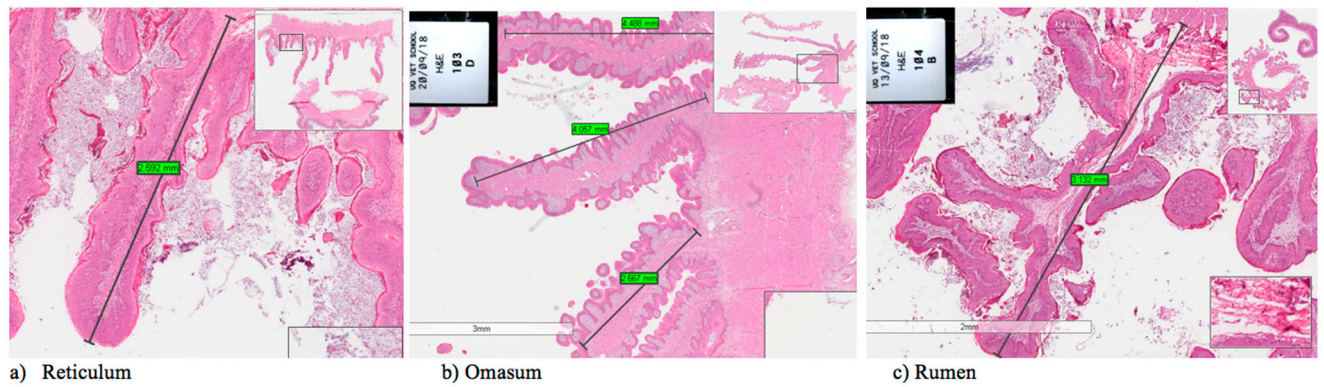 2.592 mm
UG VET SCHOOL
20/09/18
H&E
103
D
4.488 mm
4.057 mm
2.667 mm
3mm
UG VET SCHOOL
13/09/18
H&E
104
B
3.132 mm
2mm
a) Reticulum
b) Omasum
c) Rumen